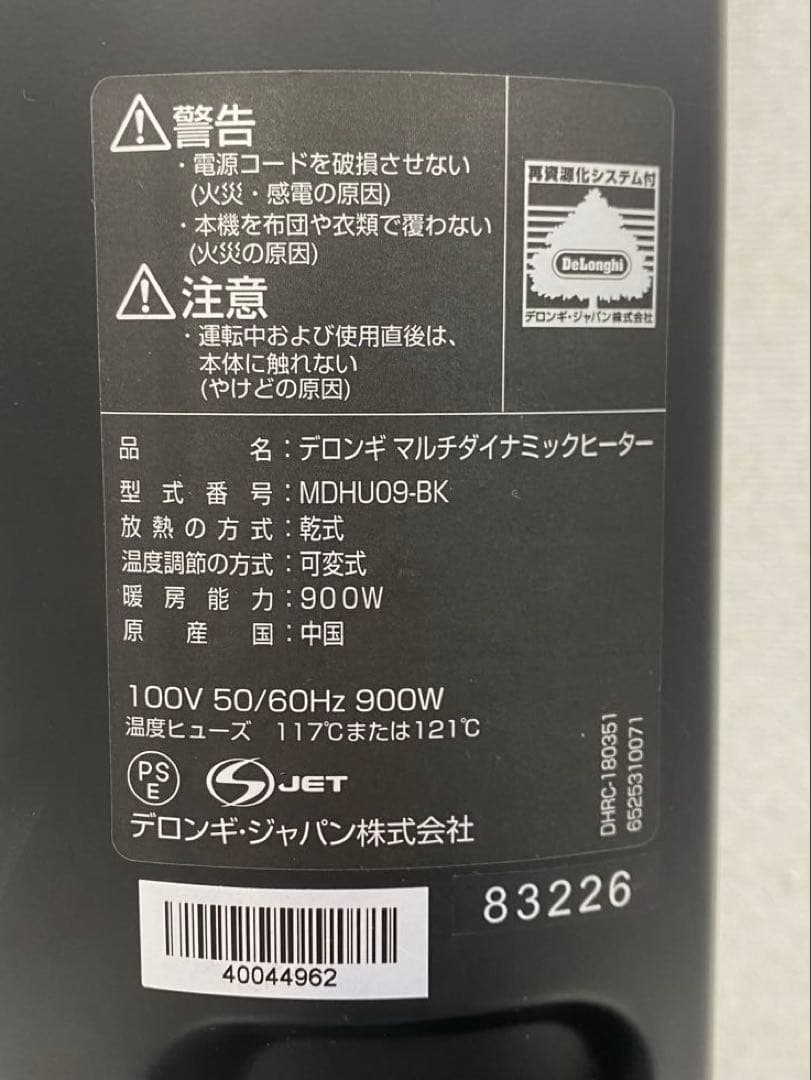 警告
・電源コードを破損させない
(火災・感電の原因)
・本機を布団や衣類で覆わない
(火災の原因)
注意
・運転中および使用直後は、
本体に触れない
(やけどの原因)
再資源化システム付
DeLonghi
デロンギ・ジャパン株式会社
品名：デロンギ マルチダイナミックヒーター
型式番号：MDHU09-BK
放熱の方式：乾式
温度調節の方式：可変式
暖房能力：900W
原産国：中国
100V 50/60Hz 900W
温度ヒューズ 117℃または121℃
PSE
S JET
デロンギ・ジャパン株式会社
DHRC-180351
6525310071
83226
40044962